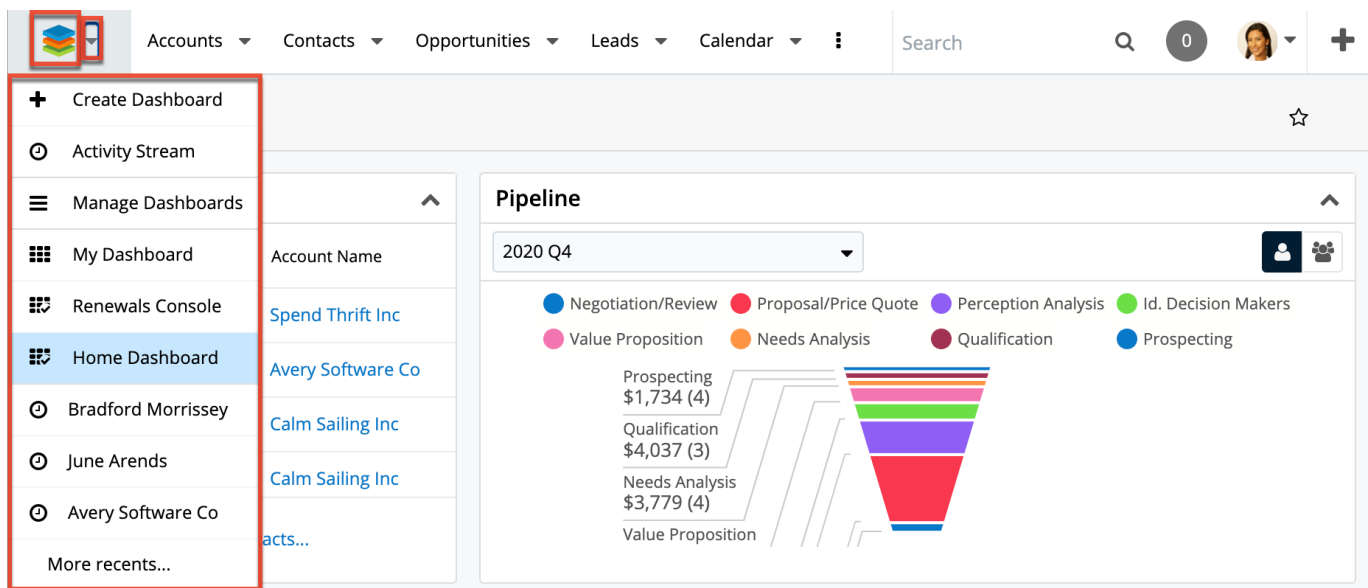 Accounts
Contacts
Opportunities
Leads
Calendar
Search
0
Create Dashboard
Activity Stream
Manage Dashboards
My Dashboard
Renewals Console
Home Dashboard
Bradford Morrissey
June Arends
Avery Software Co
More recents...
Account Name
Spend Thrift Inc
Avery Software Co
Calm Sailing Inc
Calm Sailing Inc
acts...
Pipeline
2020 Q4
Negotiation/Review Proposal/Price Quote Perception Analysis Id. Decision Makers
Value Proposition Needs Analysis Qualification Prospecting
Prospecting
$1,734 (4)
Qualification
$4,037 (3)
Needs Analysis
$3,779 (4)
Value Proposition